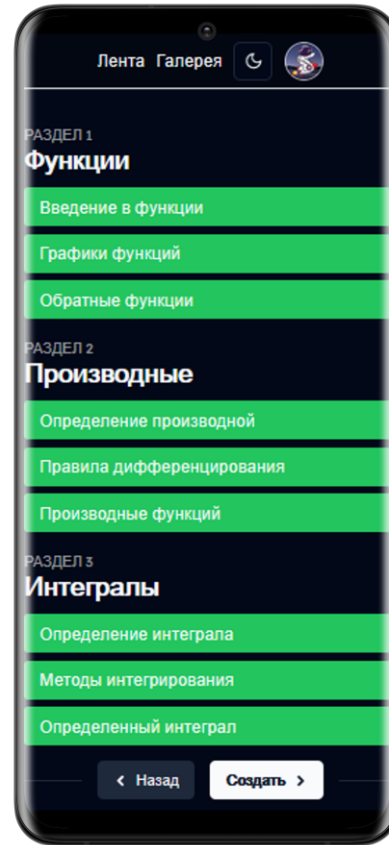 Лента Галерея
РАЗДЕЛ 1
Функции
Введение в функции
Графики функций
Обратные функции
РАЗДЕЛ 2
Производные
Определение производной
Правила дифференцирования
Производные функций
РАЗДЕЛ 3
Интегралы
Определение интеграла
Методы интегрирования
Определенный интеграл
Назад Создать